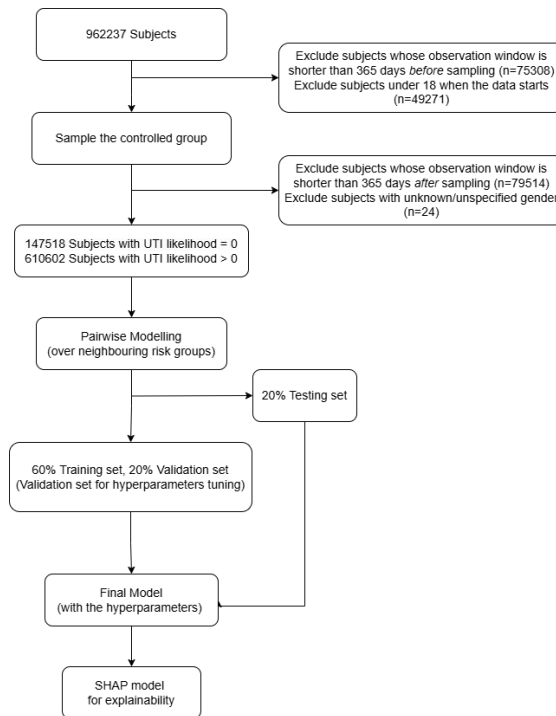 962237 Subjects
Exclude subjects whose observation window is
shorter than 365 days before sampling (n=75308)
Exclude subjects under 18 when the data starts
(n=49271)
Sample the controlled group
Exclude subjects whose observation window is
shorter than 365 days after sampling (n=79514)
Exclude subjects with unknown/unspecified gender
(n=24)
147518 Subjects with UTI likelihood = 0
610602 Subjects with UTI likelihood > 0
Pairwise Modelling
(over neighbouring risk groups)
20% Testing set
60% Training set, 20% Validation set
(Validation set for hyperparameters tuning)
Final Model
(with the hyperparameters)
SHAP model
for explainability